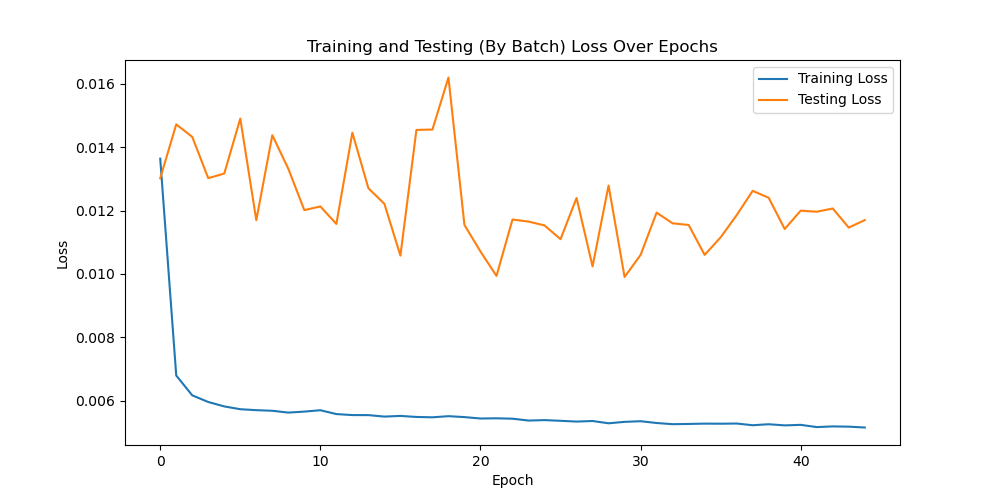 Training and Testing (By Batch) Loss Over Epochs
Training Loss
Testing Loss
0.016
0.014
0.012
0.010
0.008
0.006
Loss
0
10
20
30
40
Epoch